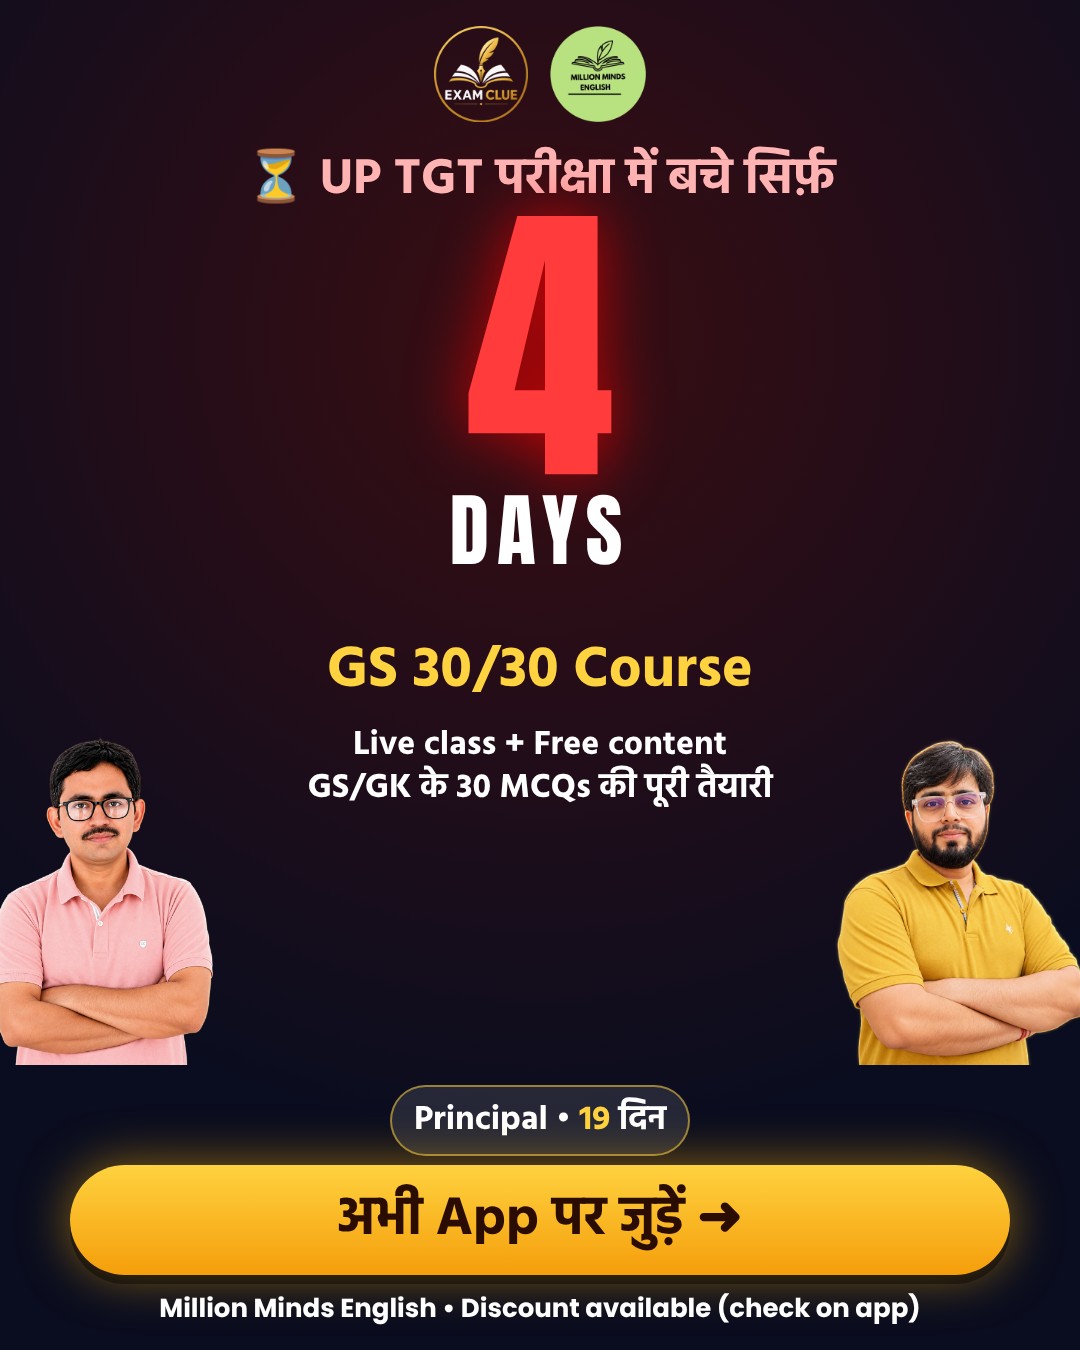 EXAM CLUE
MILLION MINDS
ENGLISH
⏳ UP TGT परीक्षा में बचे सिर्फ़
4
DAYS
GS 30/30 Course
Live class + Free content
GS/GK के 30 MCQs की पूरी तैयारी
Principal • 19 दिन
अभी App पर जुड़ें ➜
Million Minds English • Discount available (check on app)